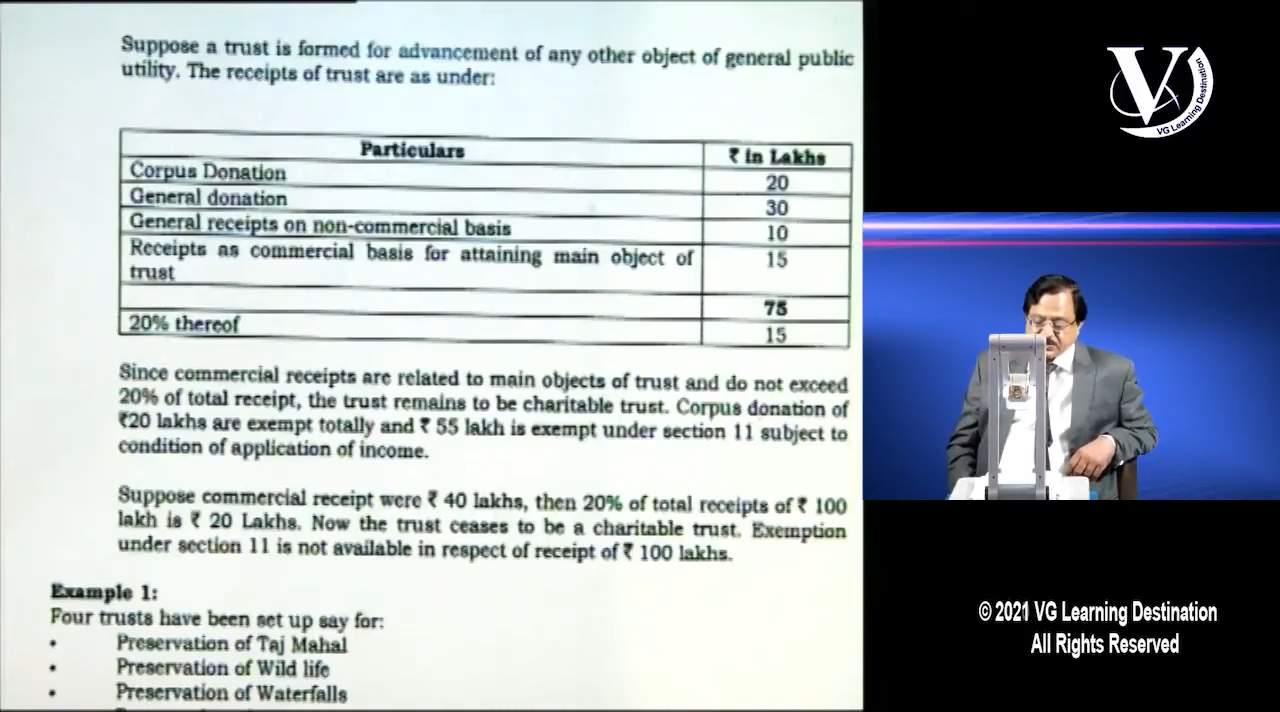 Suppose a trust is formed for advancement of any other object of general public
utility. The receipts of trust are as under:
Particulars
₹ in Lakhs
Corpus Donation
20
General donation
30
General receipts on non-commercial basis
10
Receipts as commercial basis for attaining main object of
trust
15
75
20% thereof
15
Since commercial receipts are related to main objects of trust and do not exceed
20% of total receipt, the trust remains to be charitable trust. Corpus donation of
₹20 lakhs are exempt totally and ₹ 55 lakh is exempt under section 11 subject to
condition of application of income.
Suppose commercial receipt were ₹ 40 lakhs, then 20% of total receipts of ₹ 100
lakh is ₹ 20 Lakhs. Now the trust ceases to be a charitable trust. Exemption
under section 11 is not available in respect of receipt of ₹ 100 lakhs.
Example 1:
Four trusts have been set up say for:
• Preservation of Taj Mahal
• Preservation of Wild life
• Preservation of Waterfalls
V
VG Learning Destination
© 2021 VG Learning Destination
All Rights Reserved